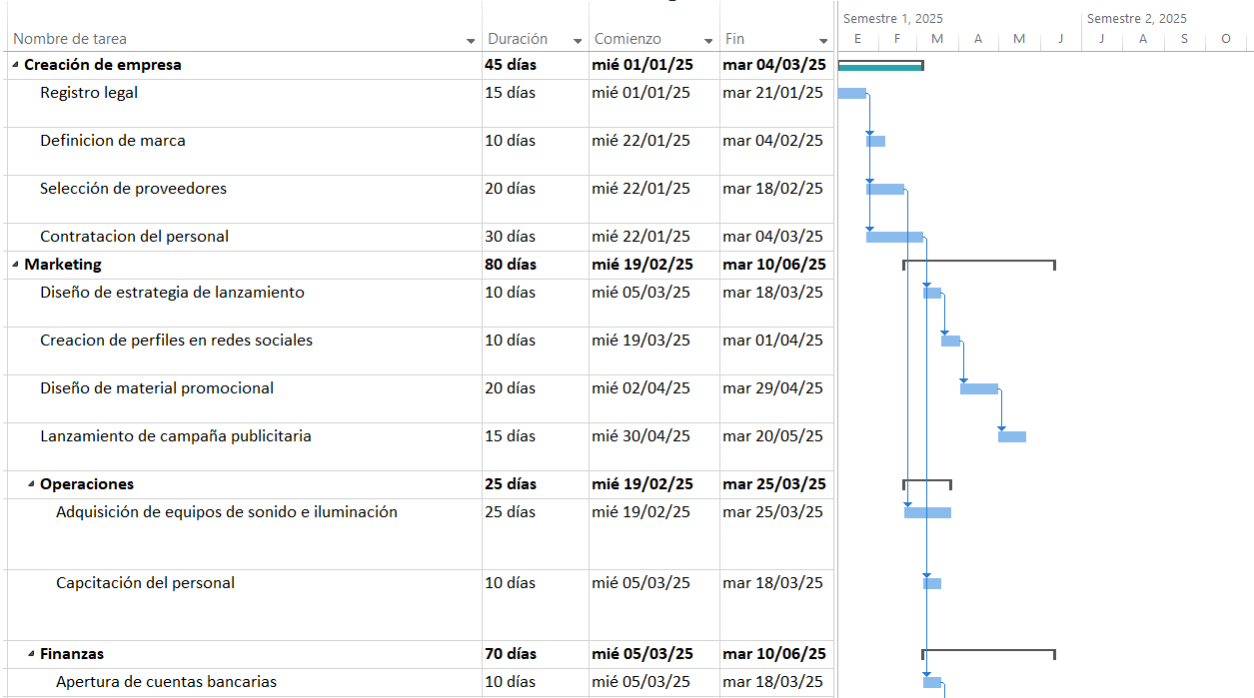 Semestre 1, 2025 Semestre 2, 2025
Nombre de tarea Duración Comienzo Fin E F M A M J J A S O
Creación de empresa 45 días mié 01/01/25 mar 04/03/25
Registro legal 15 días mié 01/01/25 mar 21/01/25
Definicion de marca 10 días mié 22/01/25 mar 04/02/25
Selección de proveedores 20 días mié 22/01/25 mar 18/02/25
Contratacion del personal 30 días mié 22/01/25 mar 04/03/25
Marketing 80 días mié 19/02/25 mar 10/06/25
Diseño de estrategia de lanzamiento 10 días mié 05/03/25 mar 18/03/25
Creacion de perfiles en redes sociales 10 días mié 19/03/25 mar 01/04/25
Diseño de material promocional 20 días mié 02/04/25 mar 29/04/25
Lanzamiento de campaña publicitaria 15 días mié 30/04/25 mar 20/05/25
Operaciones 25 días mié 19/02/25 mar 25/03/25
Adquisición de equipos de sonido e iluminación 25 días mié 19/02/25 mar 25/03/25
Capcitación del personal 10 días mié 05/03/25 mar 18/03/25
Finanzas 70 días mié 05/03/25 mar 10/06/25
Apertura de cuentas bancarias 10 días mié 05/03/25 mar 18/03/25